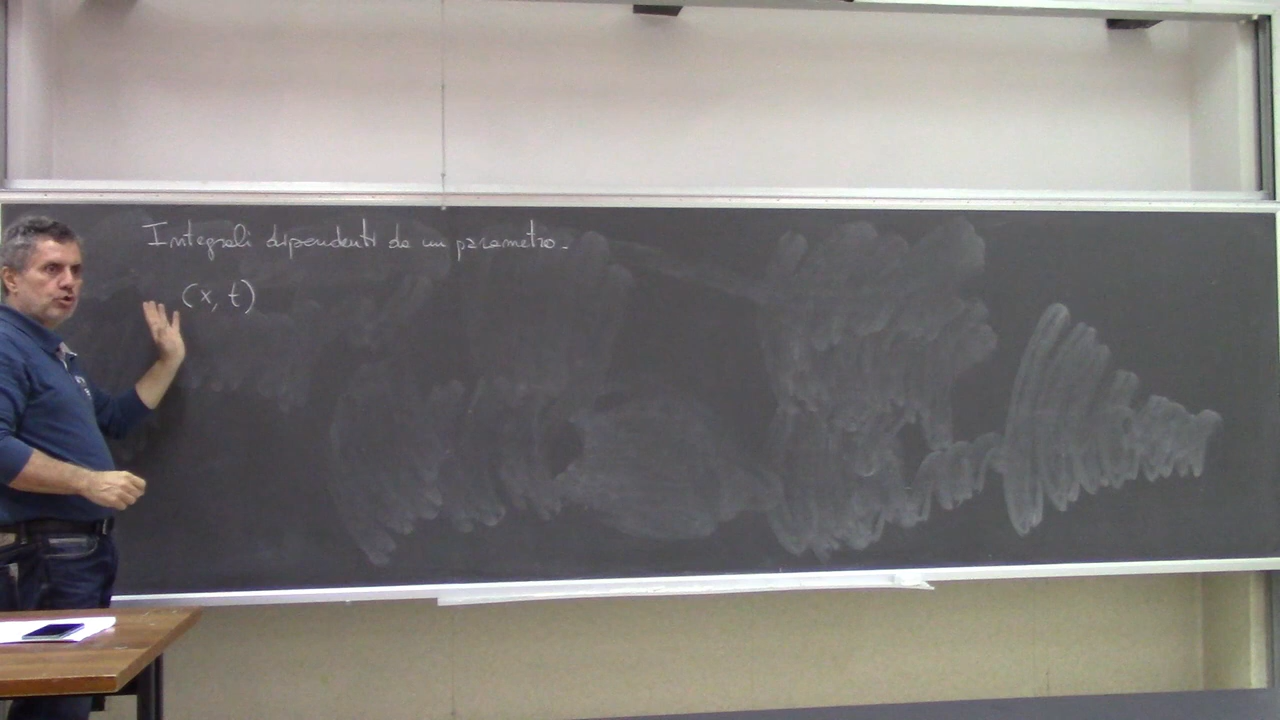 Integrali dipendenti da un parametro.
(x, t)